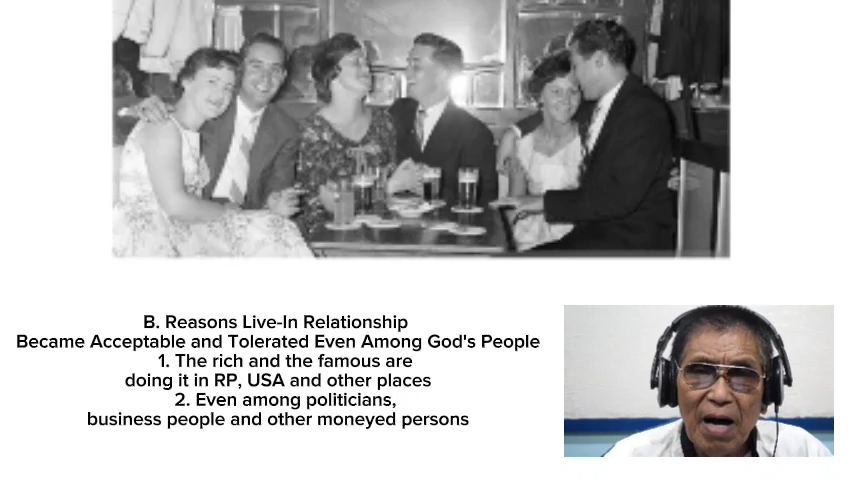 B. Reasons Live-In Relationship
Became Acceptable and Tolerated Even Among God's People
1. The rich and the famous are
doing it in RP, USA and other places
2. Even among politicians,
business people and other moneyed persons